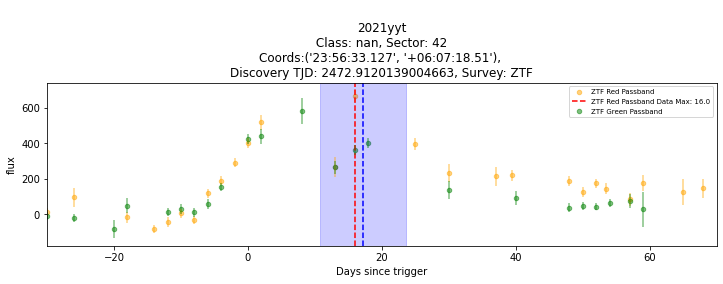 2021yyt
Class: nan, Sector: 42
Coords:('23:56:33.127', '+06:07:18.51'),
Discovery TJD: 2472.9120139004663, Survey: ZTF
ZTF Red Passband
ZTF Red Passband Data Max: 16.0
ZTF Green Passband
600
400
200
0
flux
−20
0
20
40
60
Days since trigger